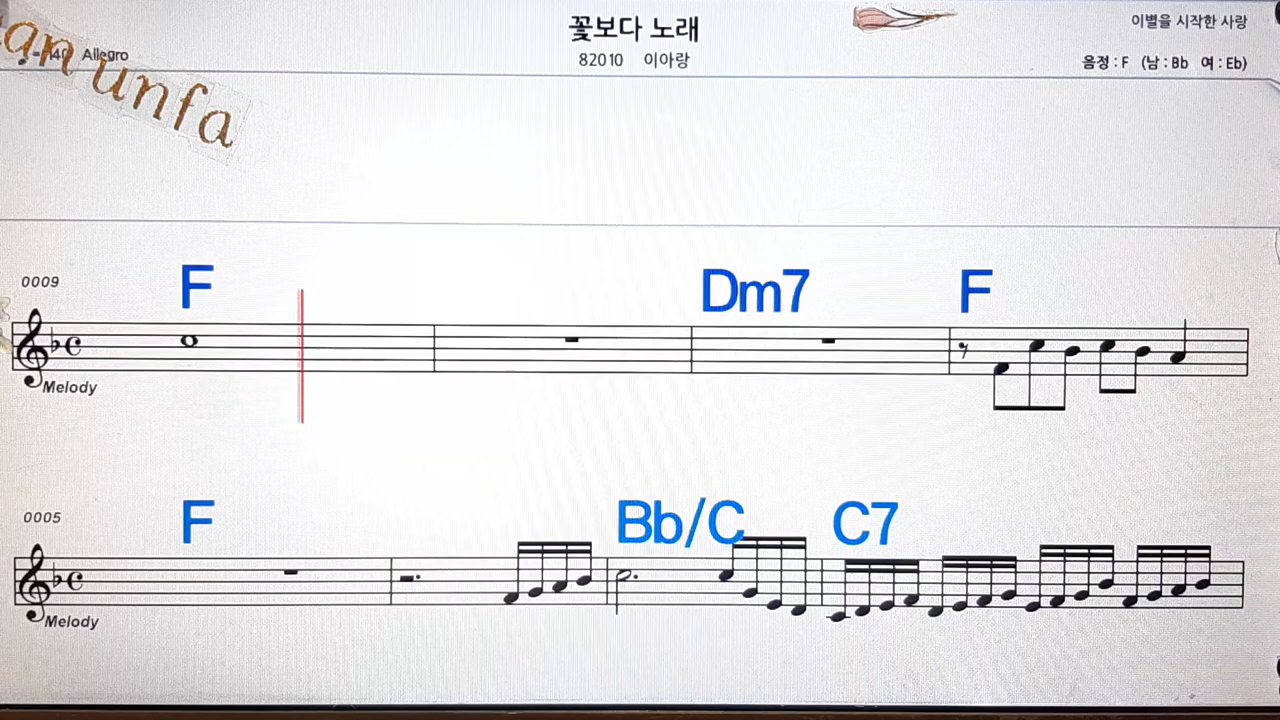 꽃보다 노래
이별을 시작한 사랑
an unfa
Allegro
82010 이아랑
음정 : F (남 : Bb 여 : Eb)
0009
F Dm7 F
Melody
0005
F Bb/C C7
Melody